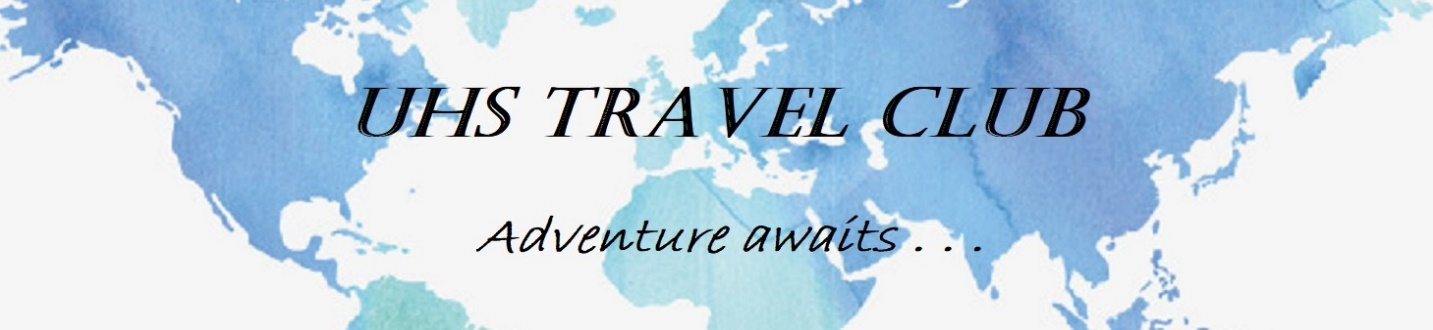 UHS TRAVEL CLUB
Adventure awaits . . .